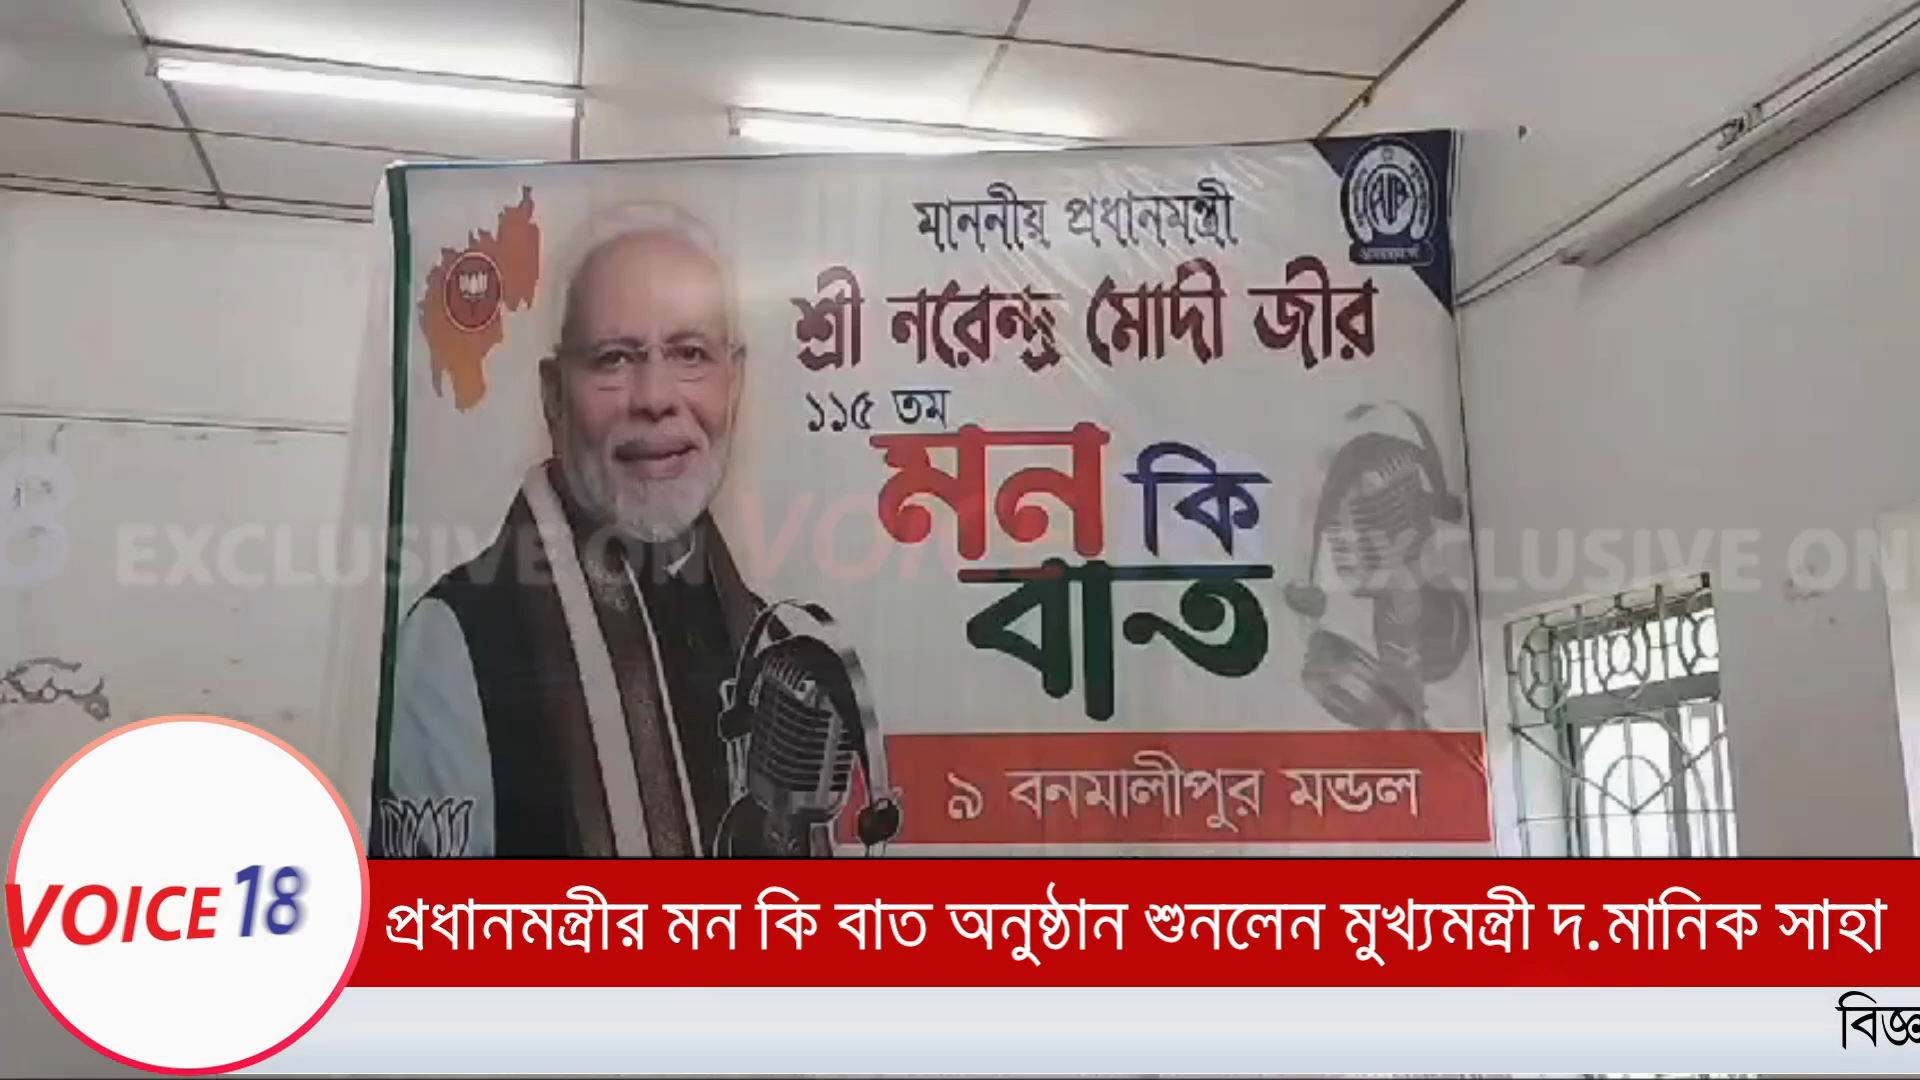 মাননীয় প্রধানমন্ত্রী
শ্রী নরেন্দ্র মোদী জীর
১১৫ তম
মন কি
বাত
EXCLUSIVE ON VOICE
EXCLUSIVE ON
৯ বনমালীপুর মন্ডল
VOICE 18
প্রধানমন্ত্রীর মন কি বাত অনুষ্ঠান শুনলেন মুখ্যমন্ত্রী দ.মানিক সাহা